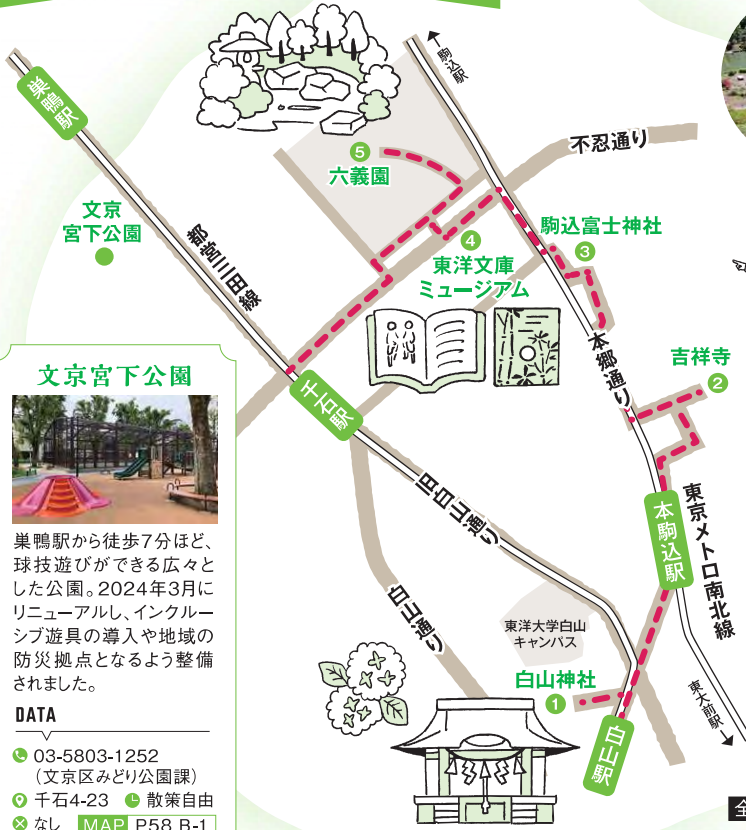 駒込駅
巣鴨駅
不忍通り
5
六義園
文京
宮下公園
都営三田線
4
東洋文庫
ミュージアム
駒込富士神社
3
本郷通り
吉祥寺
2
千石駅
旧白山通り
白山通り
本駒込駅
東京メトロ南北線
東洋大学白山
キャンパス
白山神社
1
白山駅
東大前駅
文京宮下公園
巣鴨駅から徒歩7分ほど、
球技遊びができる広々と
した公園。2024年3月に
リニューアルし、インクルー
シブ遊具の導入や地域の
防災拠点となるよう整備
されました。
DATA
03-5803-1252
(文京区みどり公園課)
千石4-23 散策自由
なし MAP P58 B-1
全